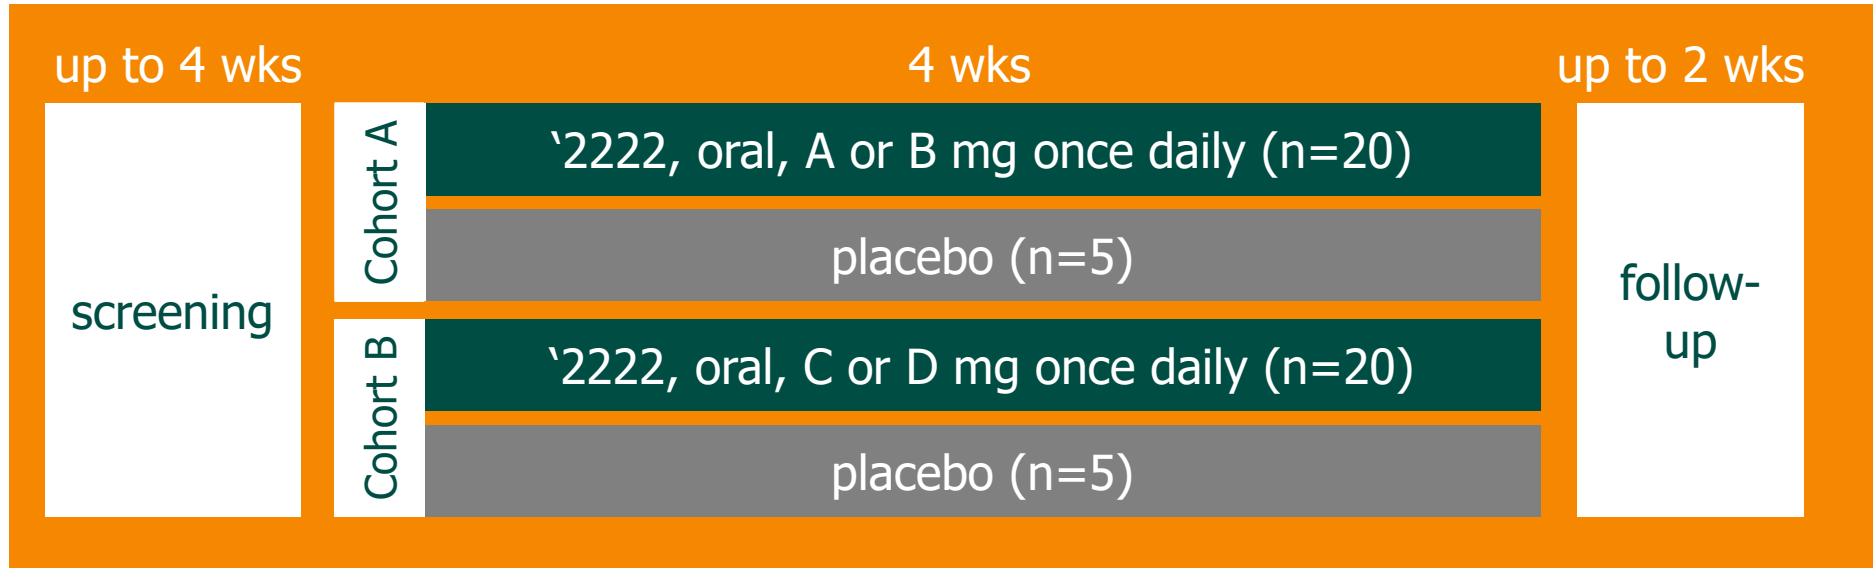 up to 4 wks
4 wks
up to 2 wks
screening
Cohort A
‘2222, oral, A or B mg once daily (n=20)
placebo (n=5)
Cohort B
‘2222, oral, C or D mg once daily (n=20)
placebo (n=5)
follow-
up